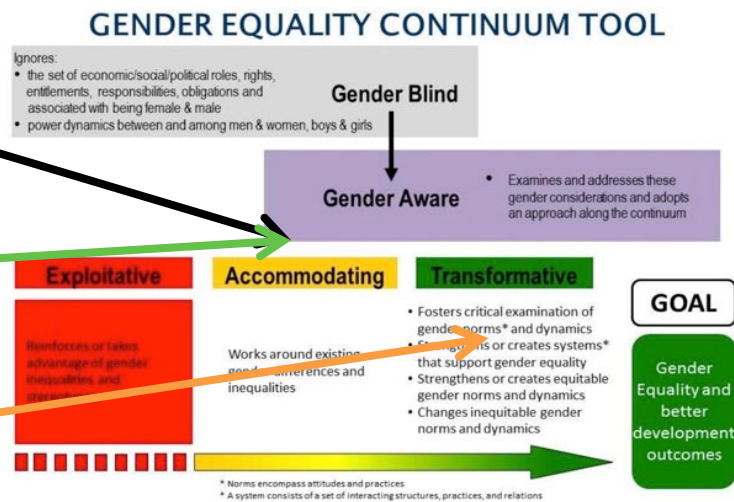 GENDER EQUALITY CONTINUUM TOOL
Ignores:
• the set of economic/social/political roles, rights,
entitlements, responsibilities, obligations and
associated with being female & male
• power dynamics between and among men & women, boys & girls
Gender Blind
Gender Aware
• Examines and addresses these
gender considerations and adopts
an approach along the continuum
Exploitative
Reinforces or takes
advantage of gender
inequalities and
Accommodating
Works around existing
gender differences and
inequalities
Transformative
• Fosters critical examination of
gender norms* and dynamics
• Strengthens or creates systems*
that support gender equality
• Strengthens or creates equitable
gender norms and dynamics
• Changes inequitable gender
norms and dynamics
GOAL
Gender
Equality and
better
development
outcomes
* Norms encompass attitudes and practices
* A system consists of a set of interacting structures, practices, and relations